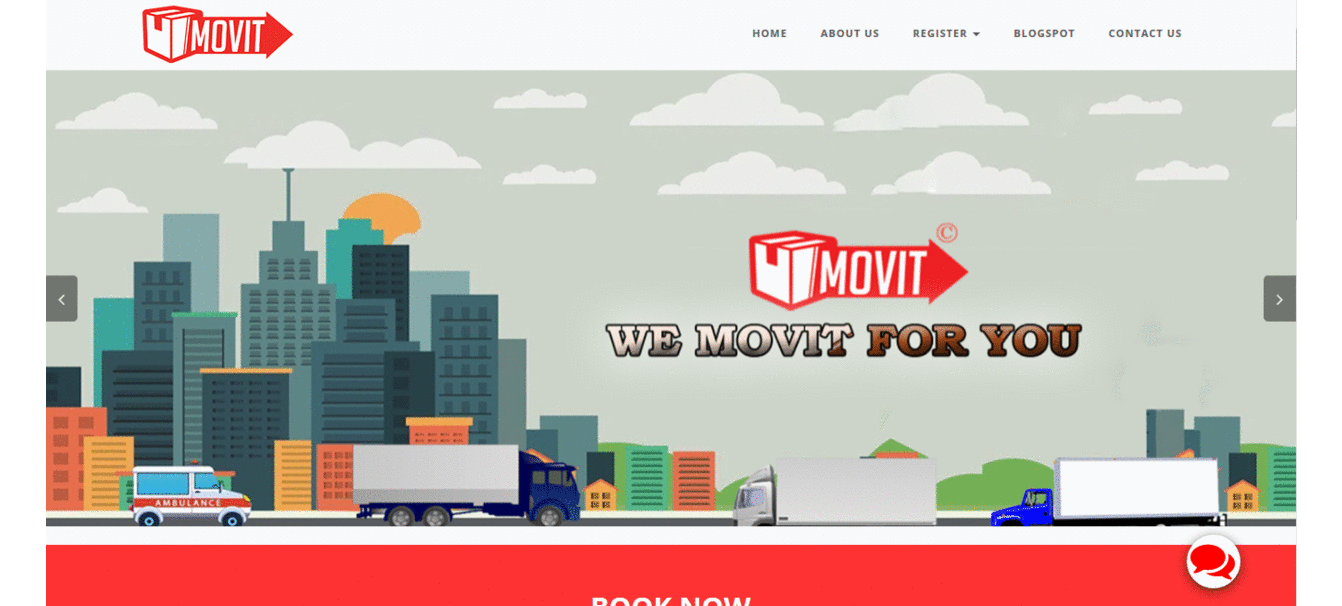 MOVIT
HOME
ABOUT US
REGISTER
BLOGSPOT
CONTACT US
©
MOVIT
WE MOVIT FOR YOU
AMBULANCE
BOOK NOW